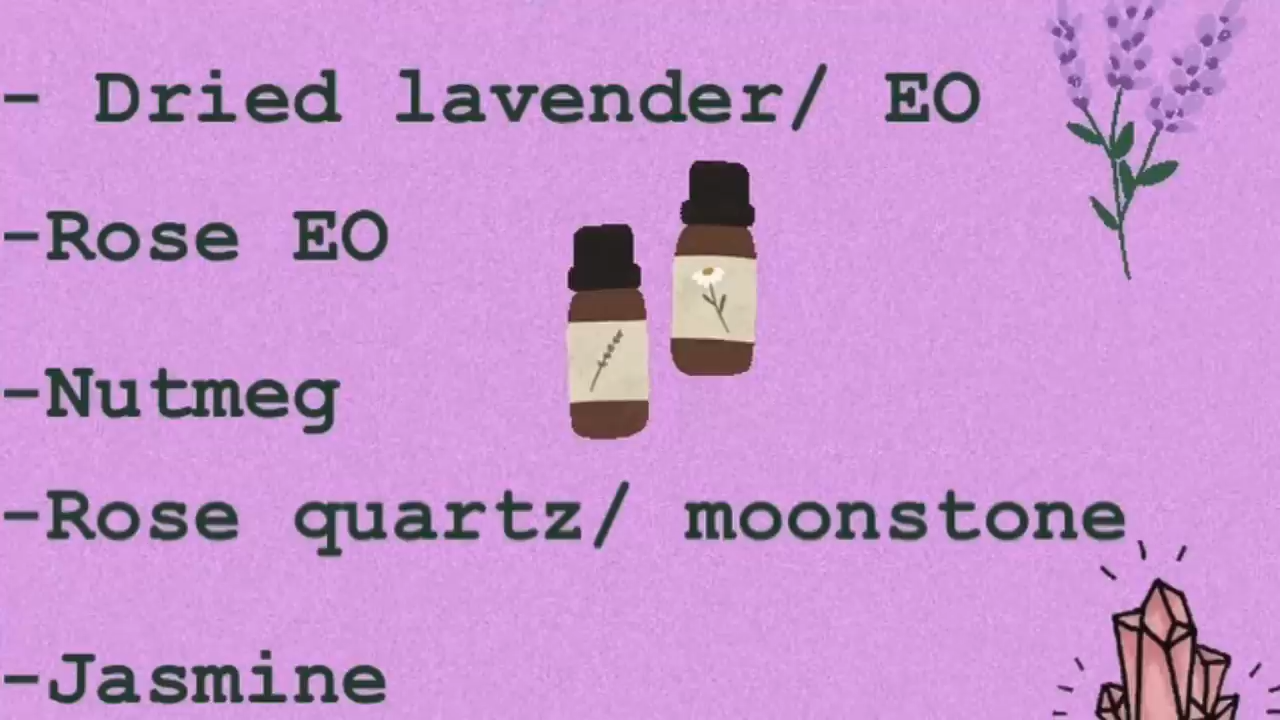 - Dried lavender/ EO
-Rose EO
-Nutmeg
-Rose quartz/ moonstone
-Jasmine